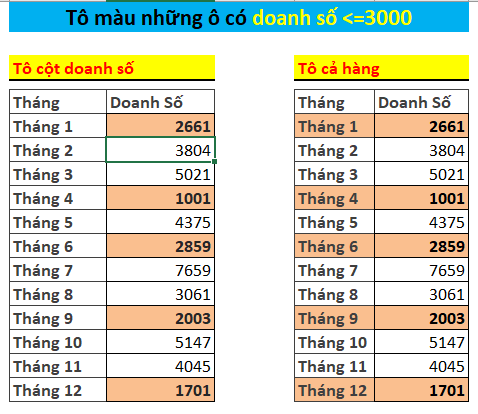 Tô màu những ô có doanh số <=3000
Tô cột doanh số
Tháng Doanh Số
Tháng 1 2661
Tháng 2 3804
Tháng 3 5021
Tháng 4 1001
Tháng 5 4375
Tháng 6 2859
Tháng 7 7659
Tháng 8 3061
Tháng 9 2003
Tháng 10 5147
Tháng 11 4045
Tháng 12 1701
Tô cả hàng
Tháng Doanh Số
Tháng 1 2661
Tháng 2 3804
Tháng 3 5021
Tháng 4 1001
Tháng 5 4375
Tháng 6 2859
Tháng 7 7659
Tháng 8 3061
Tháng 9 2003
Tháng 10 5147
Tháng 11 4045
Tháng 12 1701